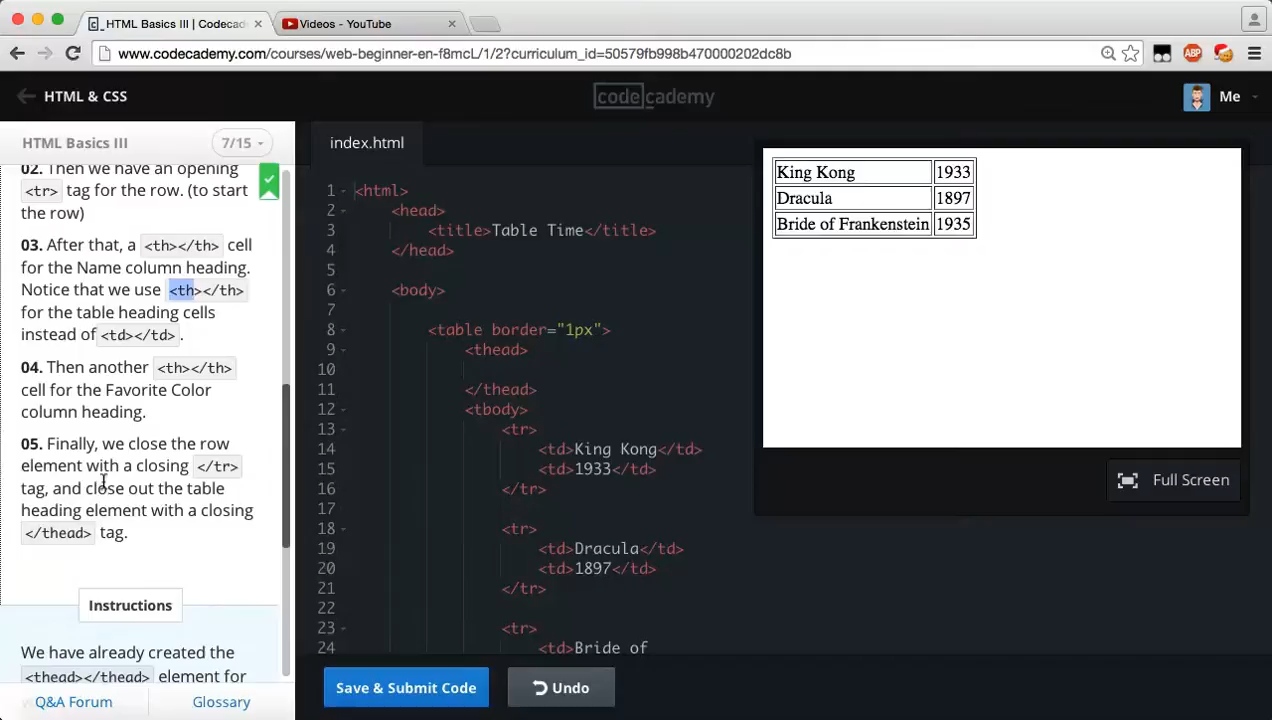 HTML Basics III | Codecad
Videos - YouTube
www.codecademy.com/courses/web-beginner-en-f8mcL/1/2?curriculum_id=50579fb998b470000202dc8b
ABP
HTML & CSS
codecademy
Me
HTML Basics III
7/15
index.html
02. Then we have an opening
<tr> tag for the row. (to start
the row)
03. After that, a <th></th> cell
for the Name column heading.
Notice that we use <th></th>
for the table heading cells
instead of <td></td>.
04. Then another <th></th>
cell for the Favorite Color
column heading.
05. Finally, we close the row
element with a closing </tr>
tag, and close out the table
heading element with a closing
</thead> tag.
Instructions
We have already created the
<thead></thead> element for
Q&A Forum
Glossary
1 <html>
2 <head>
3 <title>Table Time</title>
4 </head>
5
6 <body>
7
8 <table border="1px">
9 <thead>
10
11 </thead>
12 <tbody>
13 <tr>
14 <td>King Kong</td>
15 <td>1933</td>
16 </tr>
17
18 <tr>
19 <td>Dracula</td>
20 <td>1897</td>
21 </tr>
22
23 <tr>
24 <td>Bride of
Save & Submit Code
Undo
King Kong 1933
Dracula 1897
Bride of Frankenstein 1935
Full Screen